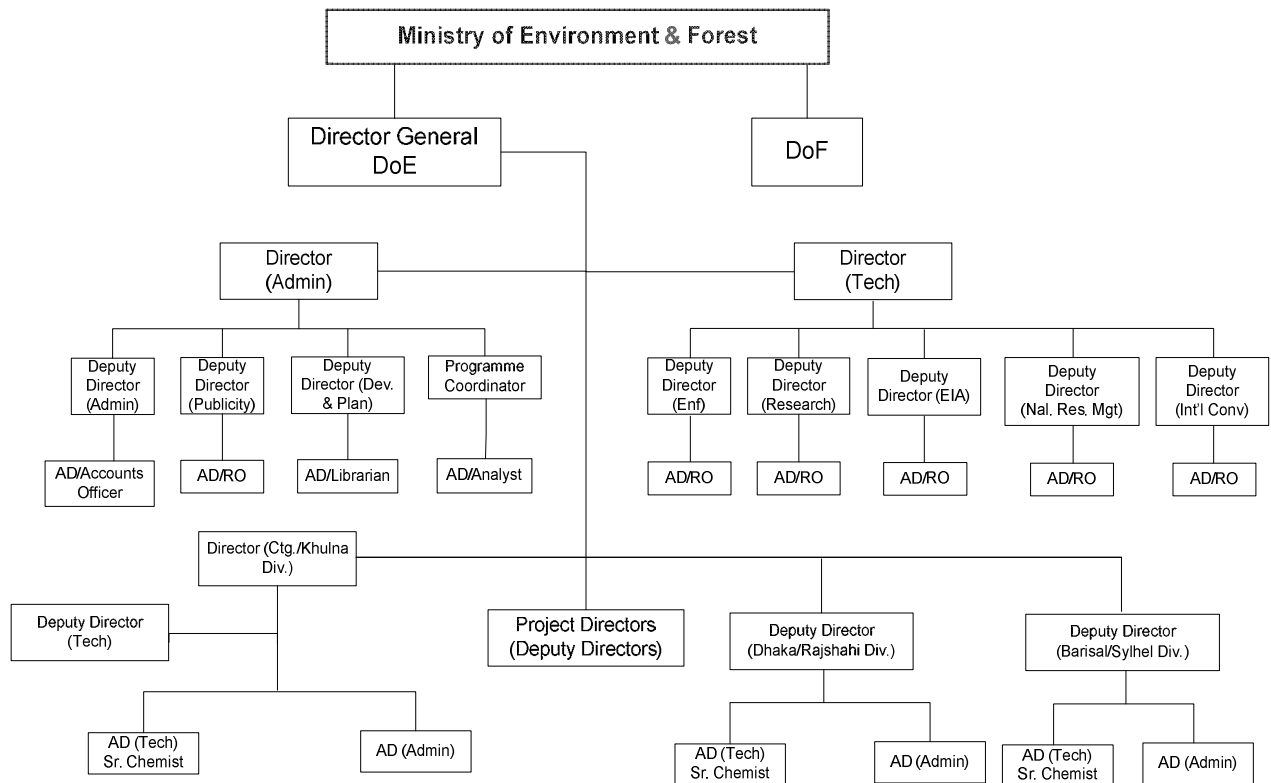 Ministry of Environment & Forest
Director General
DoE
DoF
Director
(Admin)
Director
(Tech)
Deputy
Director
(Admin)
Deputy
Director
(Publicity)
Deputy
Director (Dev.
& Plan)
Programme
Coordinator
Deputy
Director
(Enf)
Deputy
Director
(Research)
Deputy
Director (EIA)
Deputy
Director
(Nal, Res, Mgt)
Deputy
Director
(Int'l Conv)
AD/Accounts
Officer
AD/RO
AD/Librarian
AD/Analyst
AD/RO
AD/RO
AD/RO
AD/RO
AD/RO
Director (Ctg./Khulna
Div.)
Deputy Director
(Tech)
Project Directors
(Deputy Directors)
Deputy Director
(Dhaka/Rajshahi Div.)
Deputy Director
(Barisal/Sylhel Div.)
AD (Tech)
Sr. Chemist
AD (Admin)
AD (Tech)
Sr. Chemist
AD (Admin)
AD (Tech)
Sr. Chemist
AD (Admin)